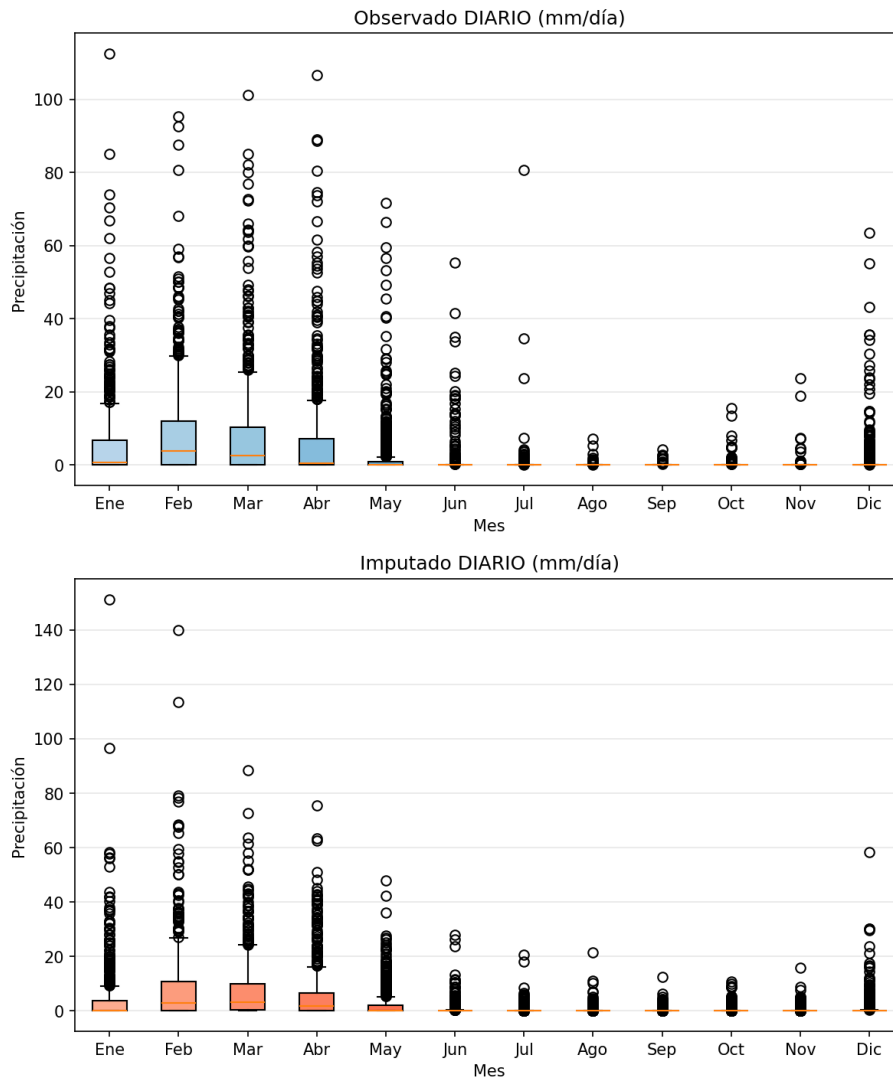 Observado DIARIO (mm/día)
Precipitación
100
80
60
40
20
0
Ene Feb Mar Abr May Jun Jul Ago Sep Oct Nov Dic
Mes
Imputado DIARIO (mm/día)
Precipitación
140
120
100
80
60
40
20
0
Ene Feb Mar Abr May Jun Jul Ago Sep Oct Nov Dic
Mes